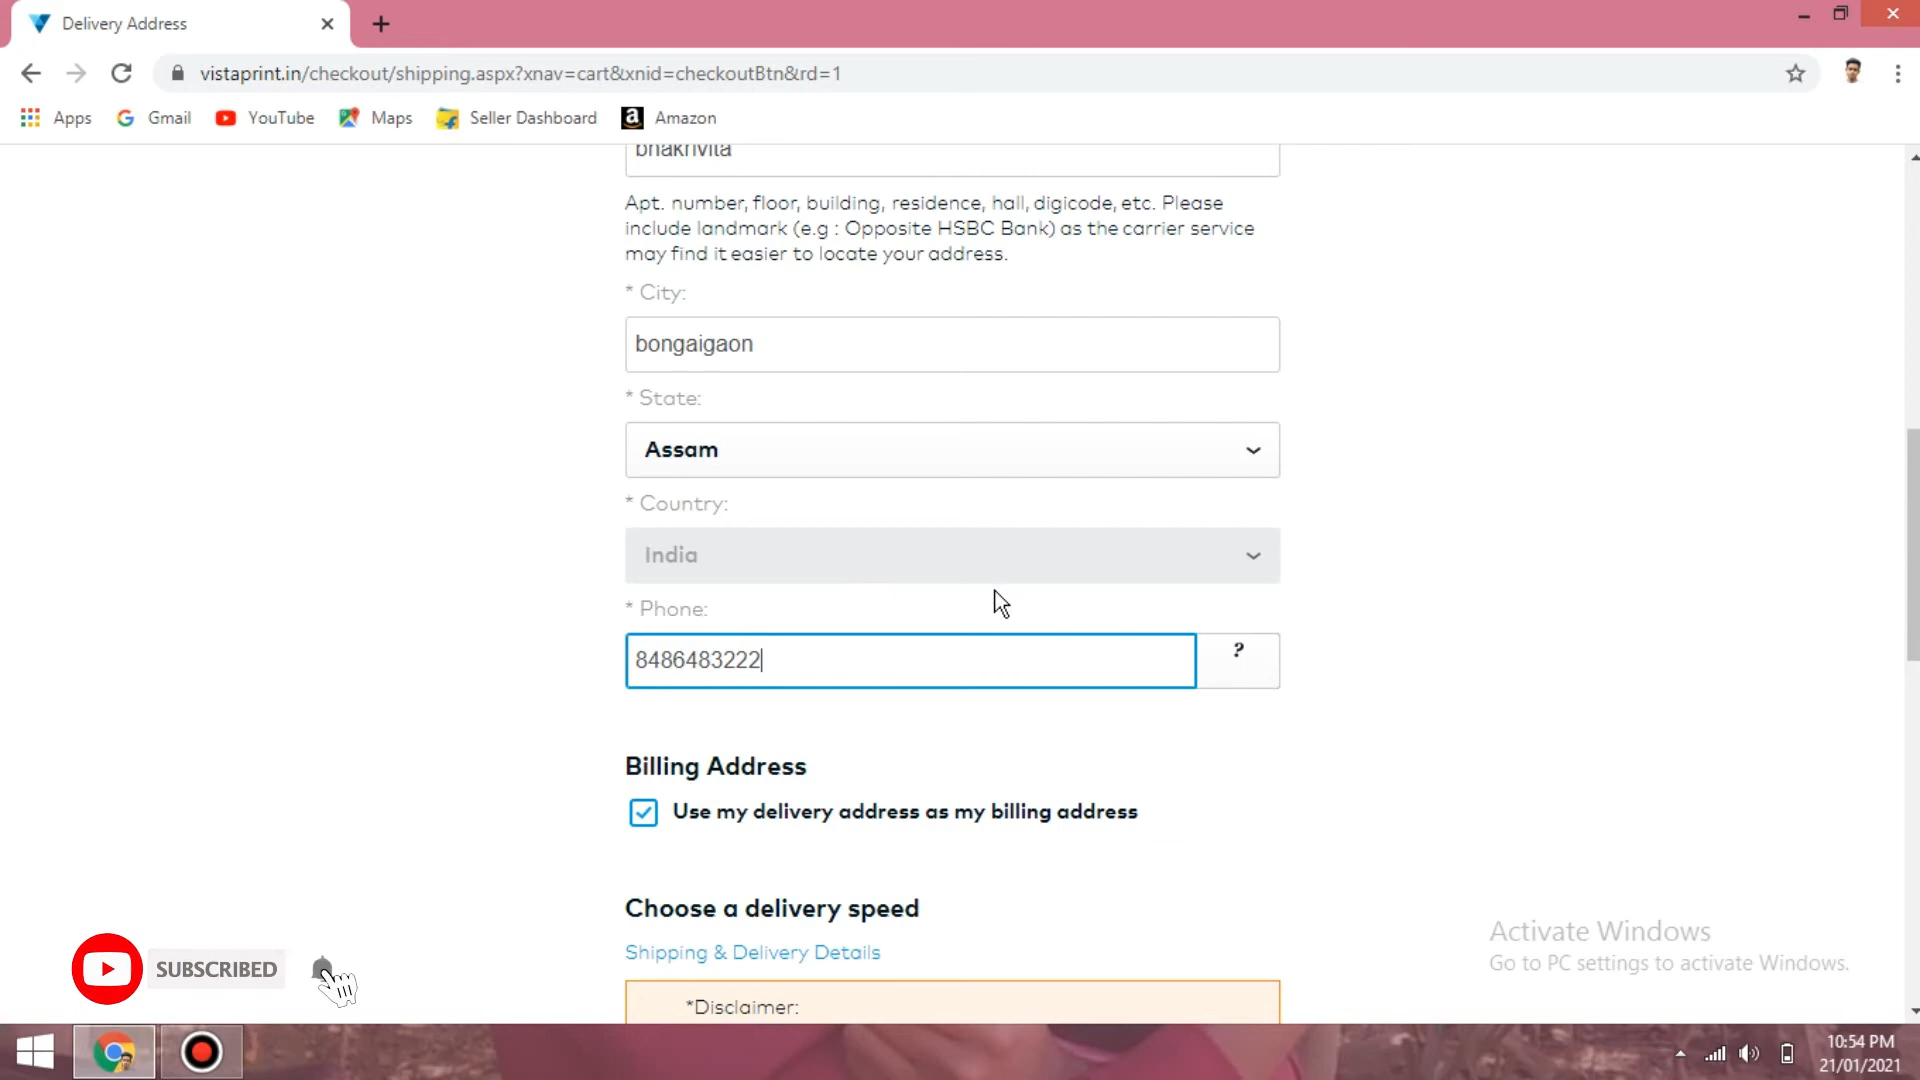 Delivery Address
vistaprint.in/checkout/shipping.aspx?xnav=cart&xnid=checkoutBtn&rd=1
Apps Gmail YouTube Maps Seller Dashboard Amazon
bhakrivita
Apt. number, floor, building, residence, hall, digicode, etc. Please
include landmark (e.g : Opposite HSBC Bank) as the carrier service
may find it easier to locate your address.
* City:
bongaigaon
* State:
Assam
* Country:
India
* Phone:
8486483222
?
Billing Address
Use my delivery address as my billing address
Choose a delivery speed
Shipping & Delivery Details
*Disclaimer:
Activate Windows
Go to PC settings to activate Windows.
SUBSCRIBED
10:54 PM
21/01/2021